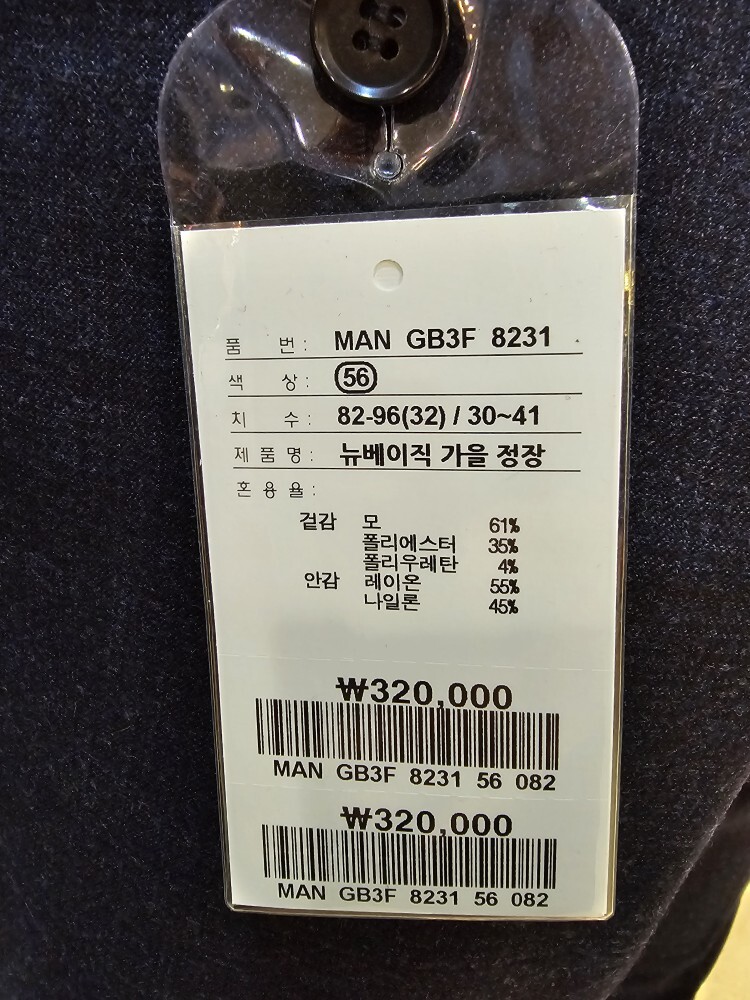 품 번 : MAN GB3F 8231
색 상 : 56
치 수 : 82-96(32) / 30~41
제 품 명 : 뉴베이직 가을 정장
혼 용 율 :
겉감 모 61%
폴리에스터 35%
폴리우레탄 4%
안감 레이온 55%
나일론 45%
₩320,000
MAN GB3F 8231 56 082
₩320,000
MAN GB3F 8231 56 082